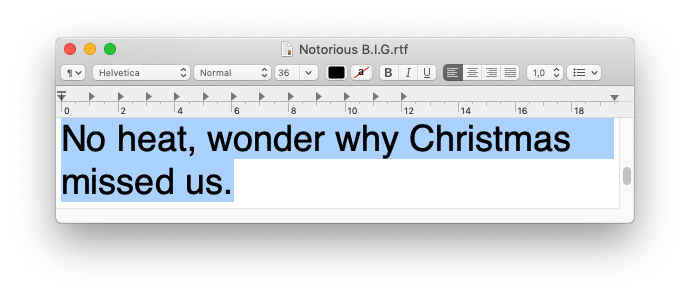 Notorious B.I.G.rtf
¶ Helvetica Normal 36 a B I U 1,0
0 2 4 6 8 10 12 14 16 18
No heat, wonder why Christmas
missed us.